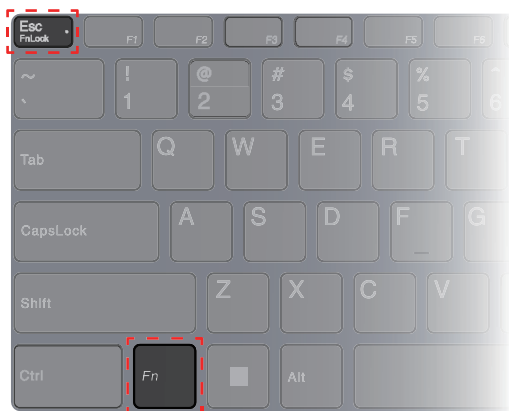 Esc
FnLock
F1
F2
F3
F4
F5
F6
~
`
!
1
@
2
#
3
$
4
%
5
^
6
Tab
Q
W
E
R
T
CapsLock
A
S
D
F
G
Shift
Z
X
C
V
Ctrl
Fn
Alt